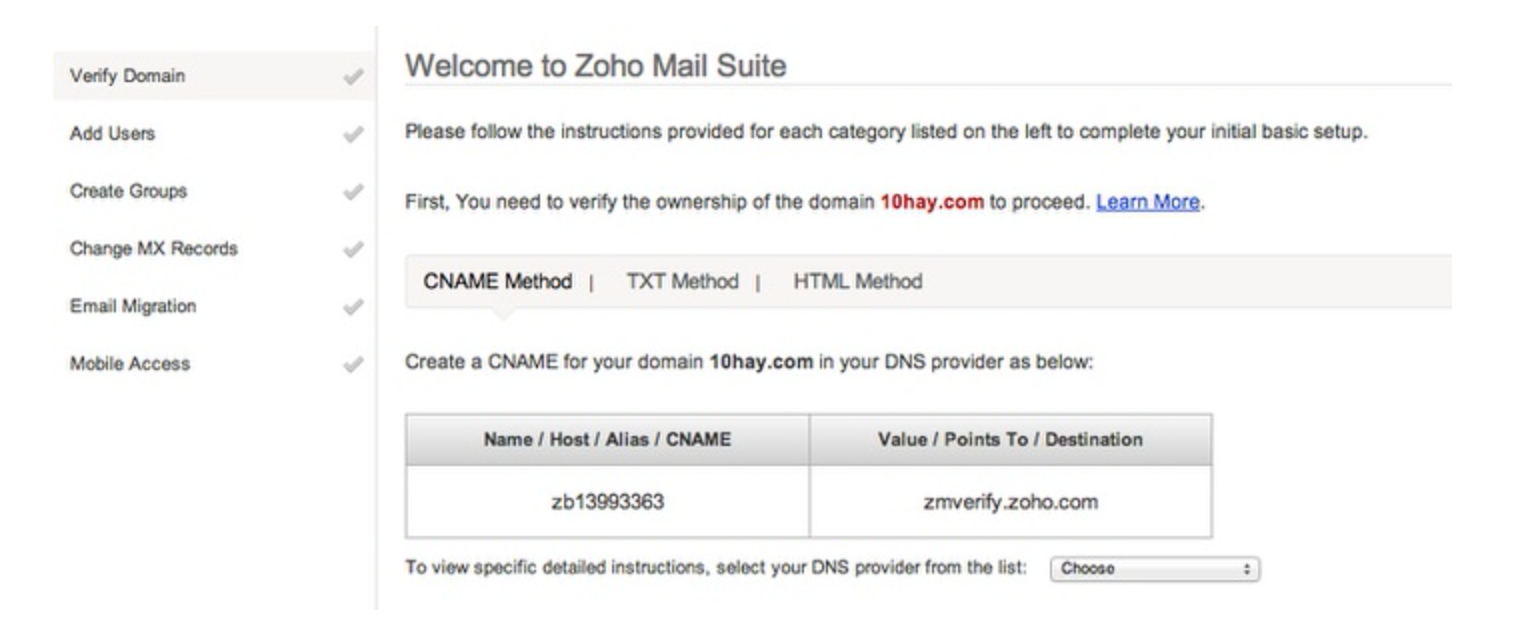 Verify Domain
Add Users
Create Groups
Change MX Records
Email Migration
Mobile Access
Welcome to Zoho Mail Suite
Please follow the instructions provided for each category listed on the left to complete your initial basic setup.
First, You need to verify the ownership of the domain 10hay.com to proceed. Learn More.
CNAME Method | TXT Method | HTML Method
Create a CNAME for your domain 10hay.com in your DNS provider as below:
Name / Host / Alias / CNAME Value / Points To / Destination
zb13993363 zmverify.zoho.com
To view specific detailed instructions, select your DNS provider from the list: Choose